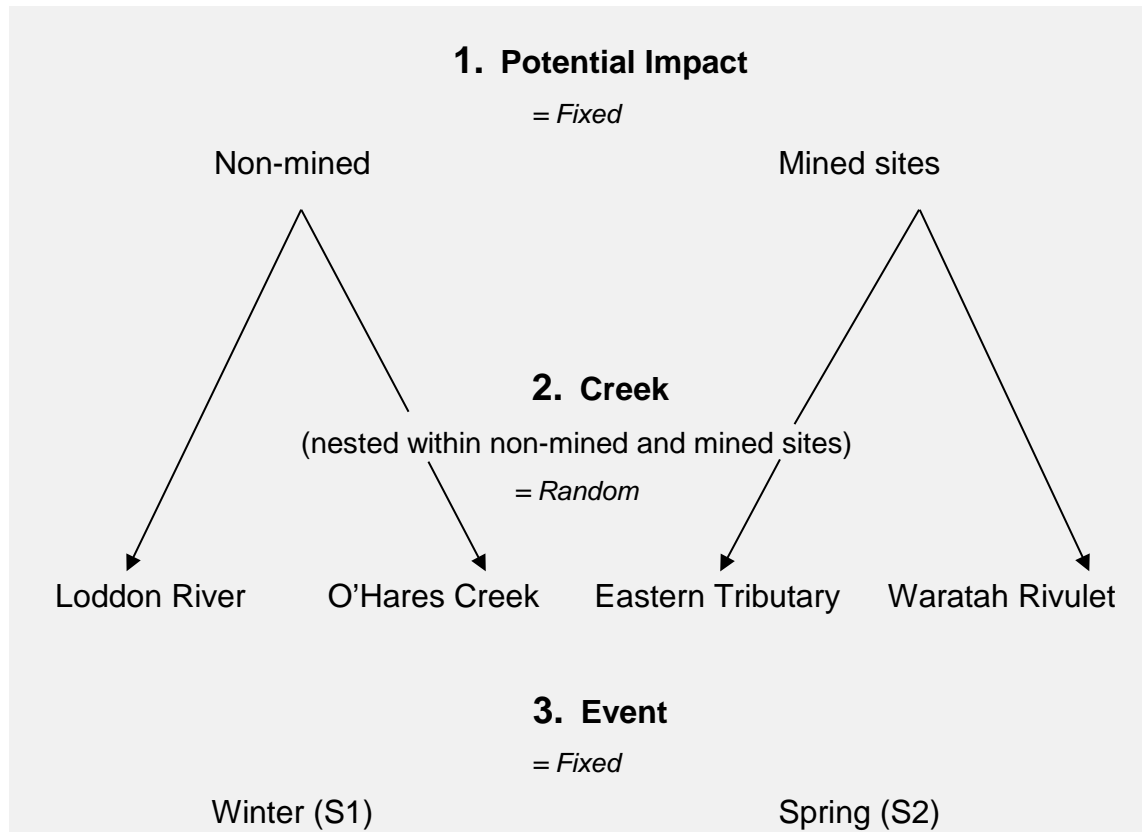 1. Potential Impact
= Fixed
Non-mined
Mined sites
2. Creek
(nested within non-mined and mined sites)
= Random
Loddon River
O’Hares Creek
Eastern Tributary
Waratah Rivulet
3. Event
= Fixed
Winter (S1)
Spring (S2)